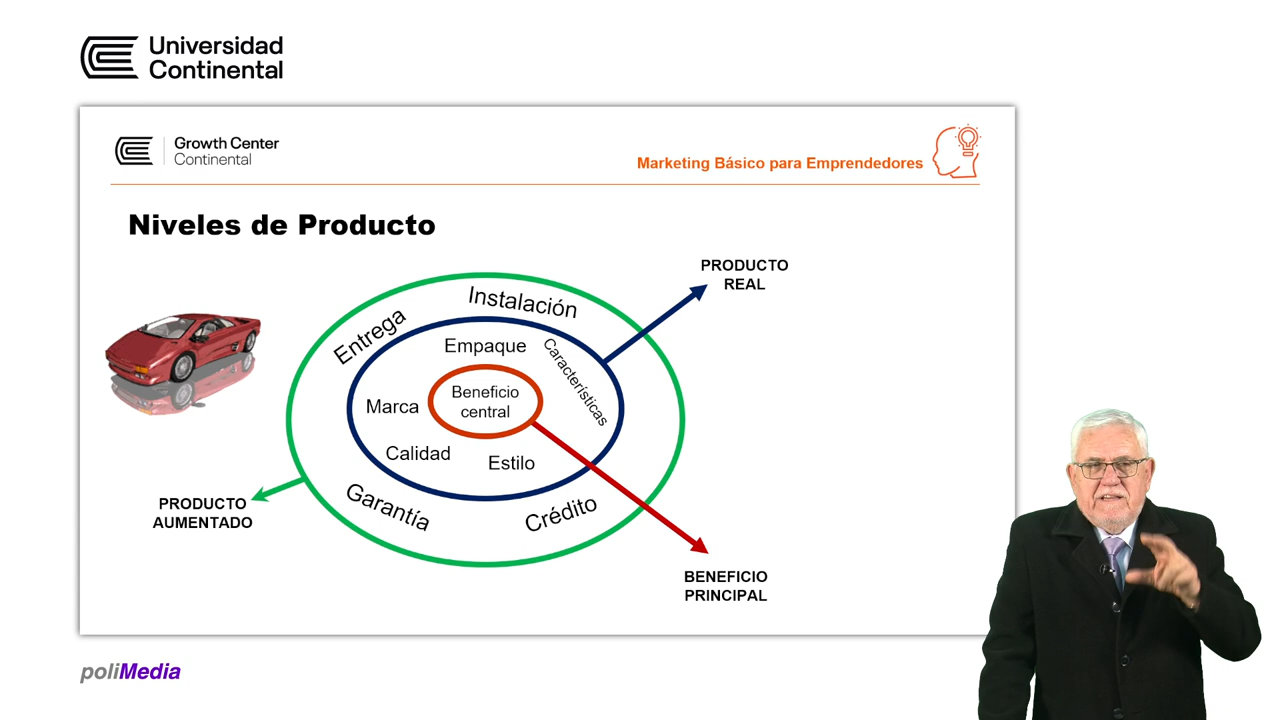 Universidad
Continental
Growth Center
Continental
Marketing Básico para Emprendedores
Niveles de Producto
PRODUCTO
REAL
Instalación
Entrega
Empaque
Características
Beneficio
central
Marca
Calidad
Estilo
Garantía
Crédito
PRODUCTO
AUMENTADO
BENEFICIO
PRINCIPAL
poliMedia